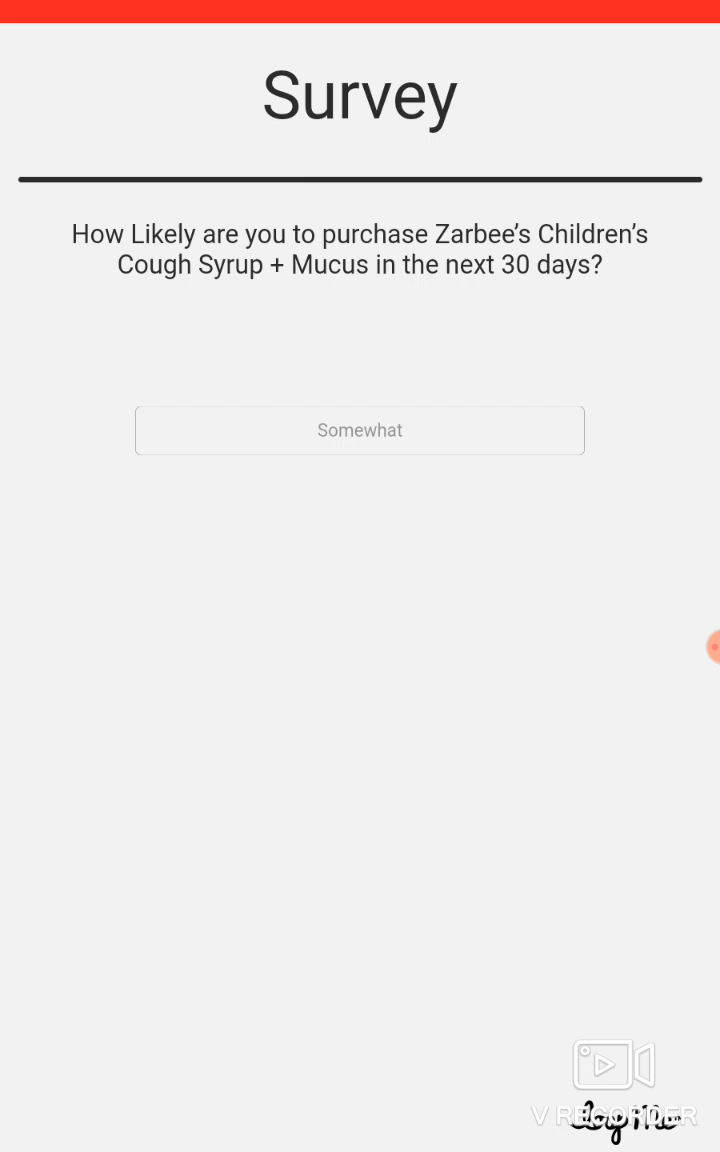 Survey
How Likely are you to purchase Zarbee’s Children’s
Cough Syrup + Mucus in the next 30 days?
Somewhat
V RECORDER